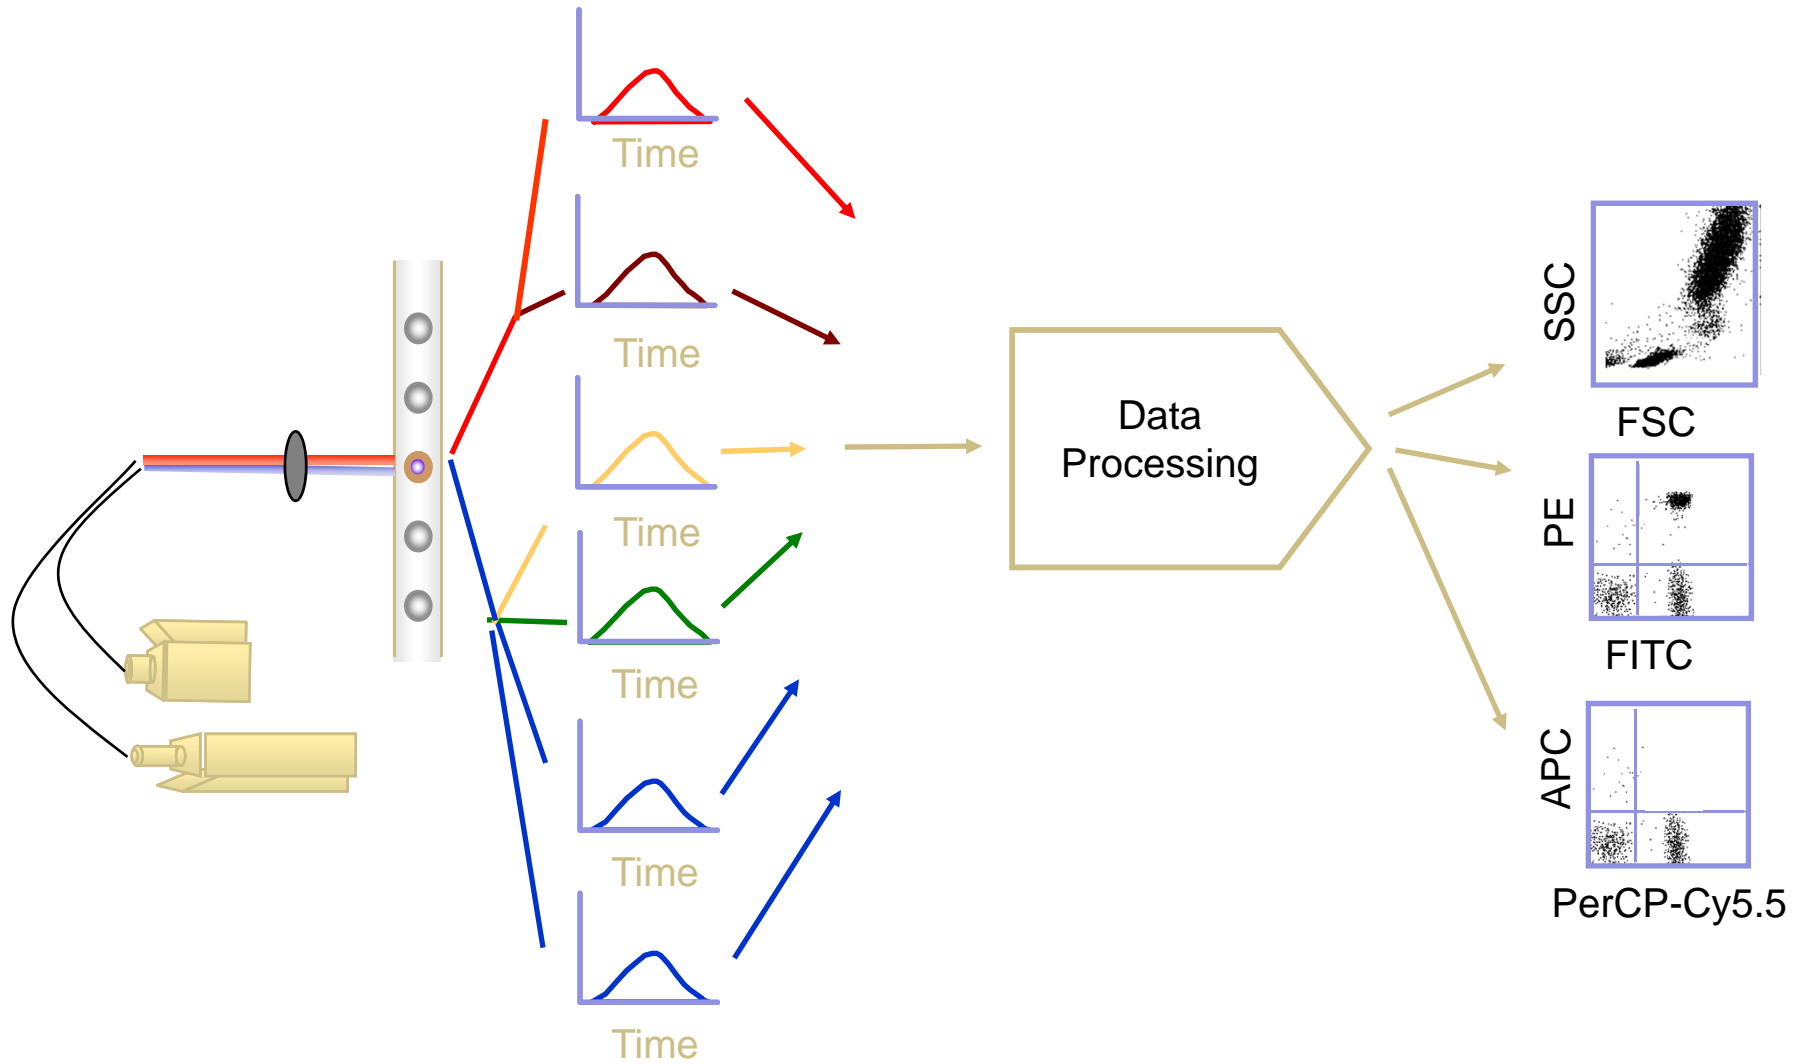 Time
Time
Time
Time
Time
Time
Data
Processing
SSC
FSC
PE
FITC
APC
PerCP-Cy5.5